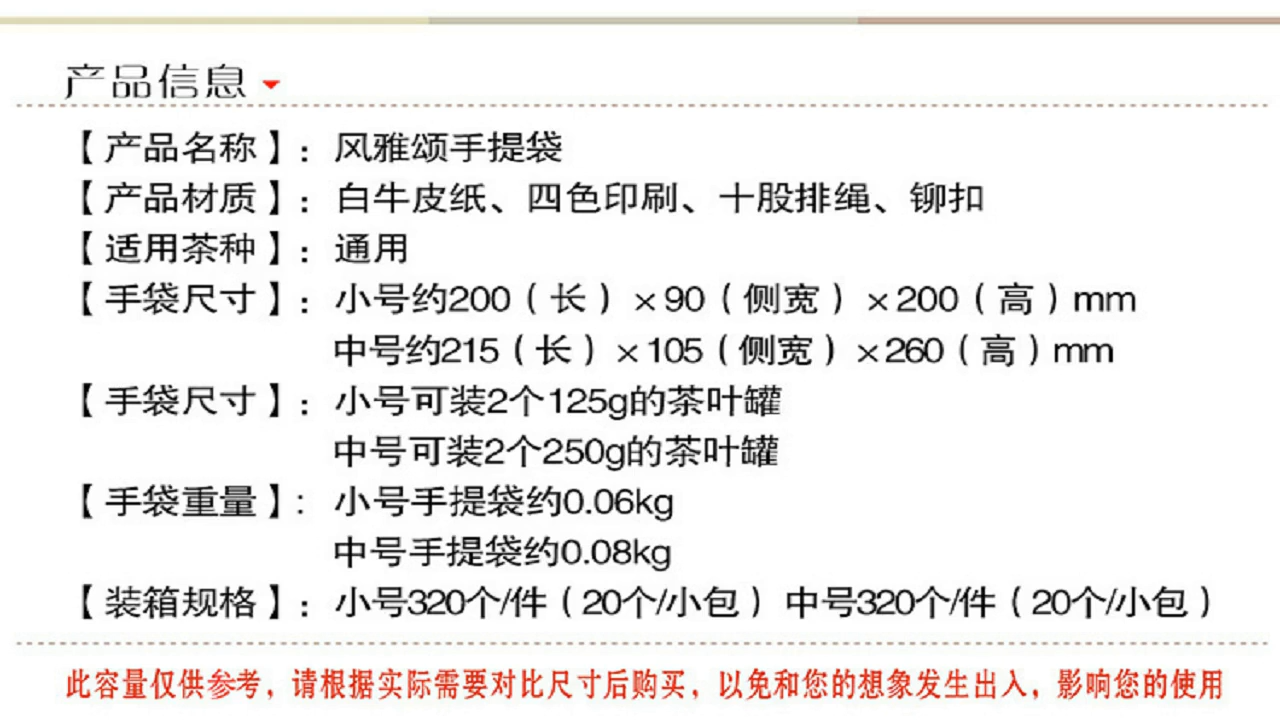 产品信息
【产品名称】：风雅颂手提袋
【产品材质】：白牛皮纸、四色印刷、十股排绳、铆扣
【适用茶种】：通用
【手袋尺寸】：小号约200（长）×90（侧宽）×200（高）mm
中号约215（长）×105（侧宽）×260（高）mm
【手袋尺寸】：小号可装2个125g的茶叶罐
中号可装2个250g的茶叶罐
【手袋重量】：小号手提袋约0.06kg
中号手提袋约0.08kg
【装箱规格】：小号320个/件（20个/小包） 中号320个/件（20个/小包）
此容量仅供参考，请根据实际需要对比尺寸后购买，以免和您的想象发生出入，影响您的使用